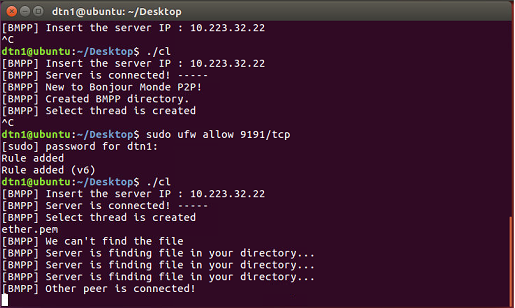 dtn1@ubuntu: ~/Desktop
[BMPP] Insert the server IP : 10.223.32.22
^C
dtn1@ubuntu:~/Desktop$ ./cl
[BMPP] Insert the server IP : 10.223.32.22
[BMPP] Server is connected! -----
[BMPP] New to Bonjour Monde P2P!
[BMPP] Created BMPP directory.
[BMPP] Select thread is created
^C
dtn1@ubuntu:~/Desktop$ sudo ufw allow 9191/tcp
[sudo] password for dtn1:
Rule added
Rule added (v6)
dtn1@ubuntu:~/Desktop$ ./cl
[BMPP] Insert the server IP : 10.223.32.22
[BMPP] Server is connected! -----
[BMPP] Select thread is created
ether.pem
[BMPP] We can't find the file
[BMPP] Server is finding file in your directory...
[BMPP] Server is finding file in your directory...
[BMPP] Server is finding file in your directory...
[BMPP] Other peer is connected!